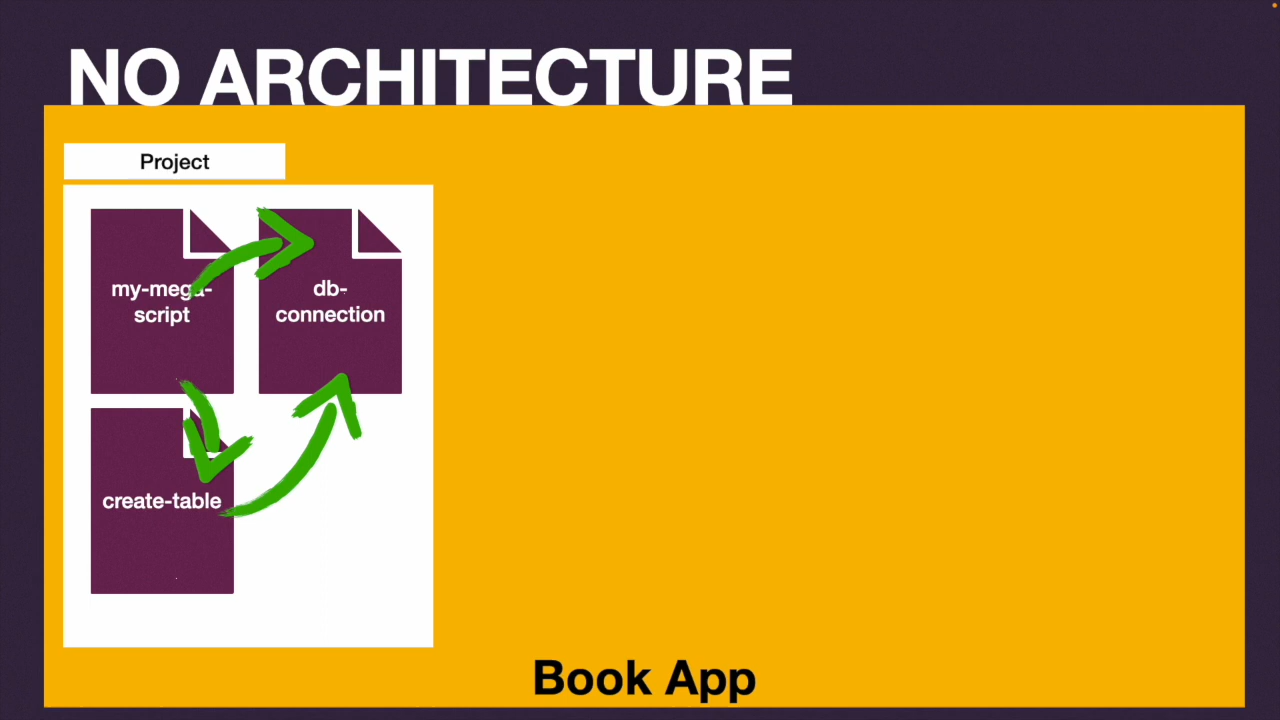 NO ARCHITECTURE
Project
my-mega-
script
db-
connection
create-table
Book App